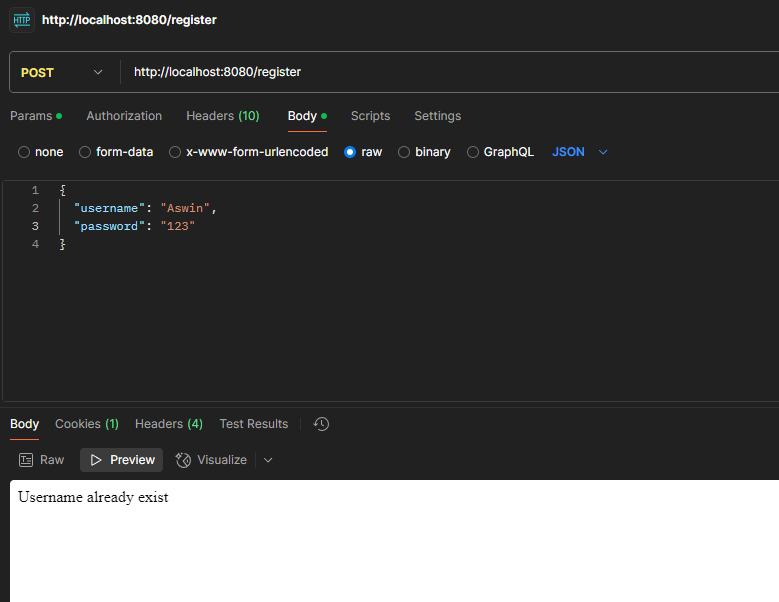 HTTP http://localhost:8080/register
POST http://localhost:8080/register
Params Authorization Headers (10) Body Scripts Settings
none form-data x-www-form-urlencoded raw binary GraphQL JSON
1 {
2 "username": "Aswin",
3 "password": "123"
4 }
Body Cookies (1) Headers (4) Test Results
Raw Preview Visualize
Username already exist